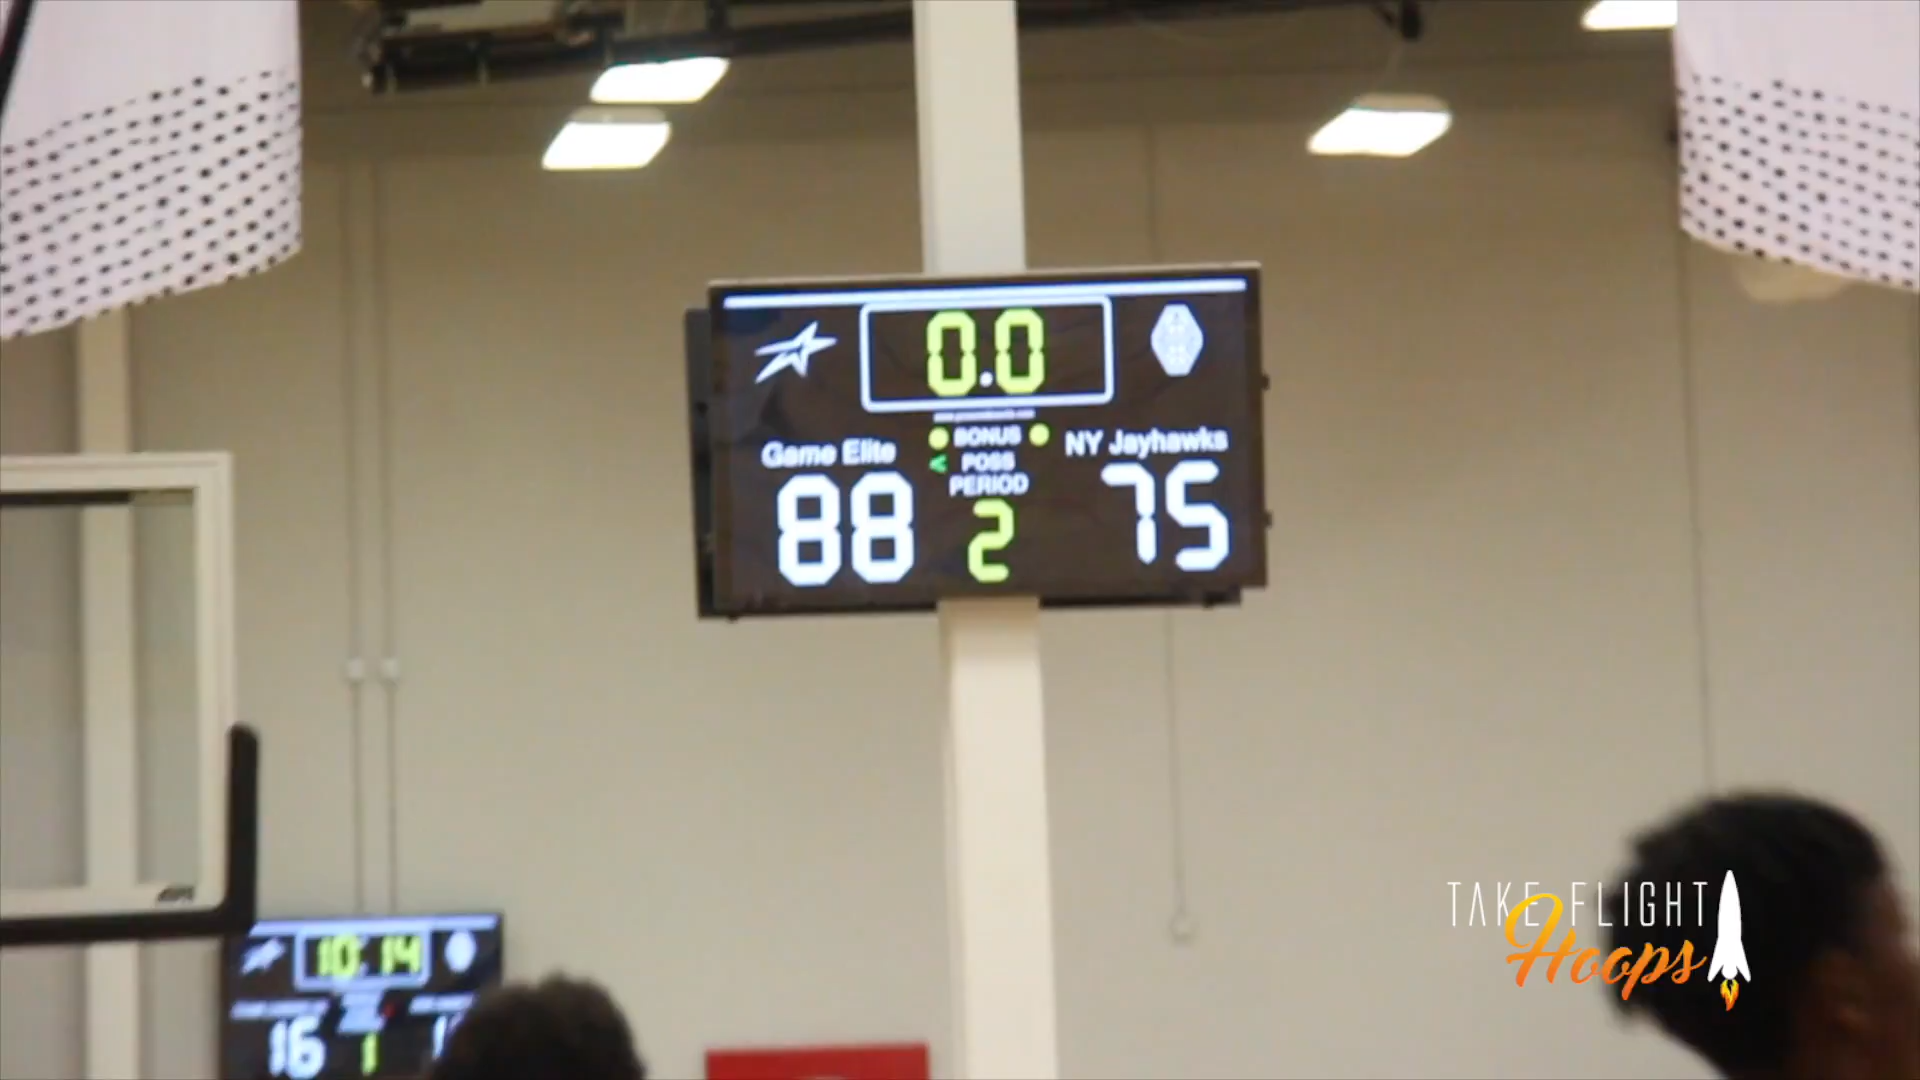 0.0
BONUS
Game Elite
NY Jayhawks
< POSS
PERIOD
88
2
75
10:14
16
1
TAKE FLIGHT
Hoops